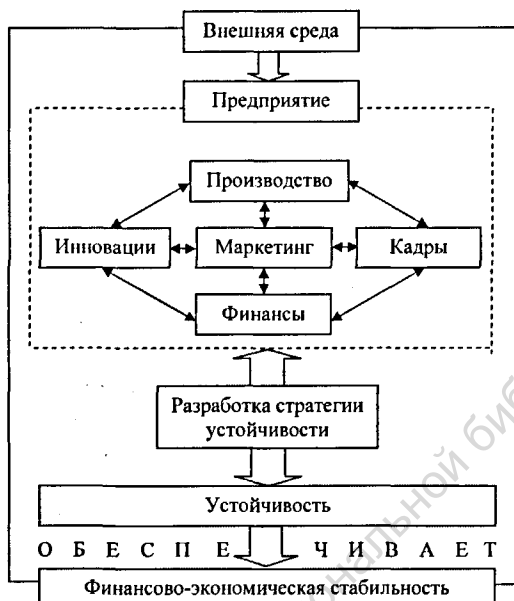 Внешняя среда
Предприятие
Производство
Инновации Маркетинг Кадры
Финансы
Разработка стратегии
устойчивости
Устойчивость
О Б Е С П Е Ч И В А Е Т
Финансово-экономическая стабильность